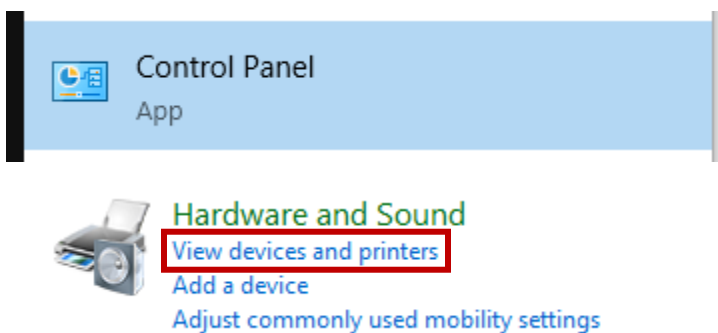 Control Panel
App
Hardware and Sound
View devices and printers
Add a device
Adjust commonly used mobility settings